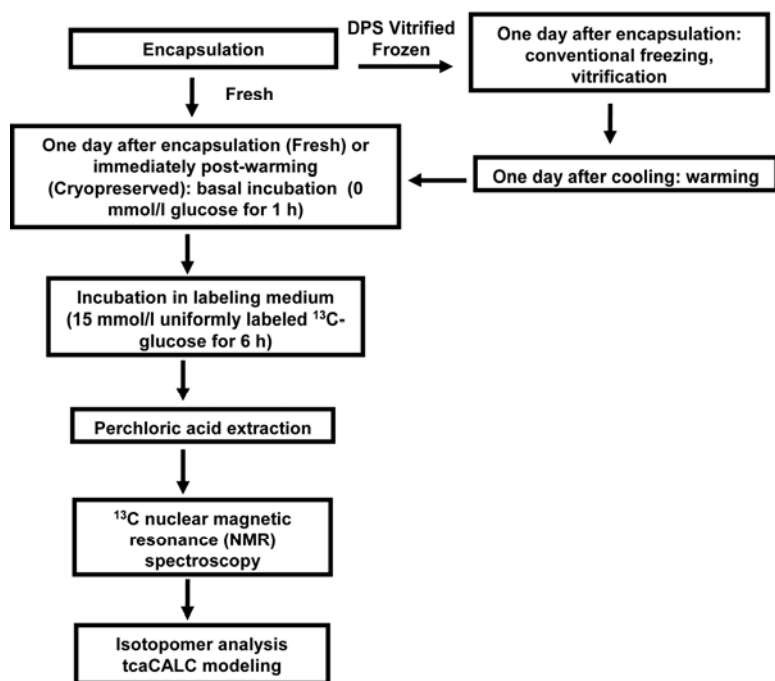 Encapsulation
DPS Vitrified
Frozen
One day after encapsulation:
conventional freezing,
vitrification
Fresh
One day after encapsulation (Fresh) or
immediately post-warming
(Cryopreserved): basal incubation (0
mmol/l glucose for 1 h)
One day after cooling: warming
Incubation in labeling medium
(15 mmol/l uniformly labeled ¹³C-
glucose for 6 h)
Perchloric acid extraction
¹³C nuclear magnetic
resonance (NMR)
spectroscopy
Isotopomer analysis
tcaCALC modeling